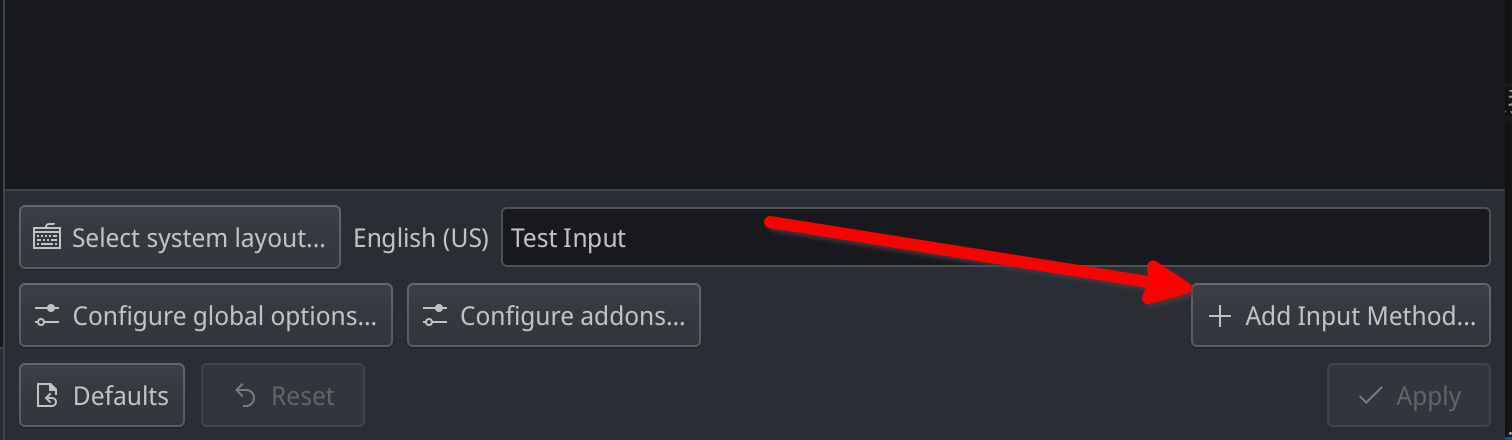 Select system layout... English (US) Test Input
Configure global options... Configure addons... Add Input Method...
Defaults Reset Apply